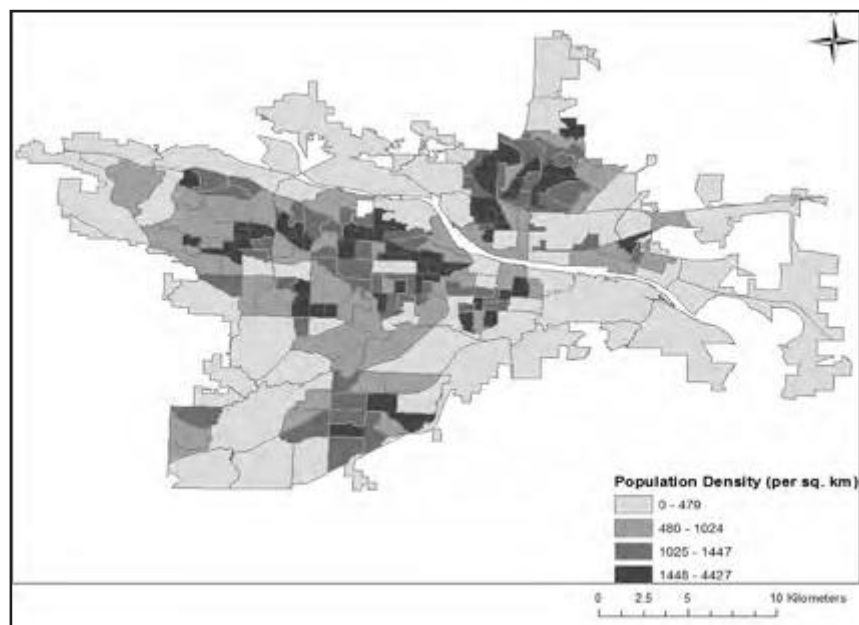 Population Density (per sq. km)
0 - 479
480 - 1024
1025 - 1447
1448 - 4427
0 2.5 5 10 Kilometers